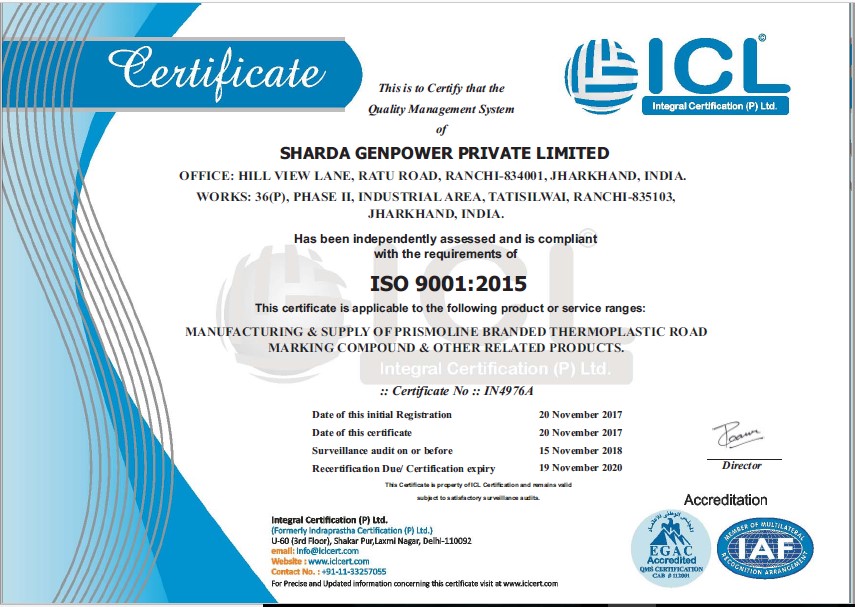 Certificate
ICL©
Integral Certification (P) Ltd.
This is to Certify that the
Quality Management System
of
SHARDA GENPOWER PRIVATE LIMITED
OFFICE: HILL VIEW LANE, RATU ROAD, RANCHI-834001, JHARKHAND, INDIA.
WORKS: 36(P), PHASE II, INDUSTRIAL AREA, TATISILWAI, RANCHI-835103,
JHARKHAND, INDIA.
Has been independently assessed and is compliant
with the requirements of
ISO 9001:2015
This certificate is applicable to the following product or service ranges:
MANUFACTURING & SUPPLY OF PRISMOLINE BRANDED THERMOPLASTIC ROAD
MARKING COMPOUND & OTHER RELATED PRODUCTS.
ICL
Integral Certification (P) Ltd.
:: Certificate No :: IN4976A
Date of this initial Registration 20 November 2017
Date of this certificate 20 November 2017
Surveillance audit on or before 15 November 2018
Recertification Due/ Certification expiry 19 November 2020
Director
This Certificate is property of ICL Certification and remains valid
subject to satisfactory surveillance audits.
Accreditation
Integral Certification (P) Ltd.
(Formerly Indraprastha Certification (P) Ltd.)
U-60 (3rd Floor), Shakar Pur, Laxmi Nagar, Delhi-110092
email: info@iclcert.com
Website : www.iclcert.com
Contact No. : +91-11-33257055
For Precise and Updated information concerning this certificate visit at www.iclcert.com
EGAC
Accredited
QMS CERTIFICATION
CAB # 112001
MEMBER OF MULTILATERAL
IAF
RECOGNITION ARRANGEMENT